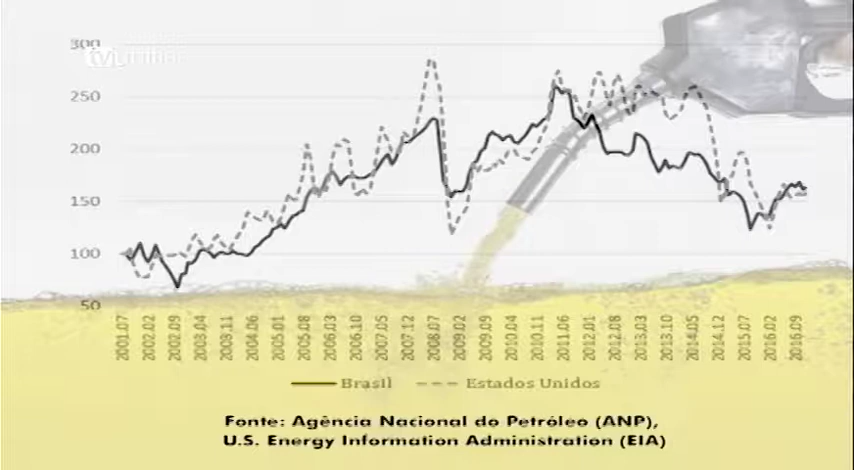 300
250
200
150
100
50
2001.07 2002.02 2002.09 2003.04 2003.11 2004.06 2005.01 2005.08 2006.03 2006.10 2007.05 2007.12 2008.07 2009.02 2009.09 2010.04 2010.11 2011.06 2012.01 2012.08 2013.03 2013.10 2014.05 2014.12 2015.07 2016.02 2016.09
Brasil Estados Unidos
Fonte: Agência Nacional do Petróleo (ANP),
U.S. Energy Information Administration (EIA)